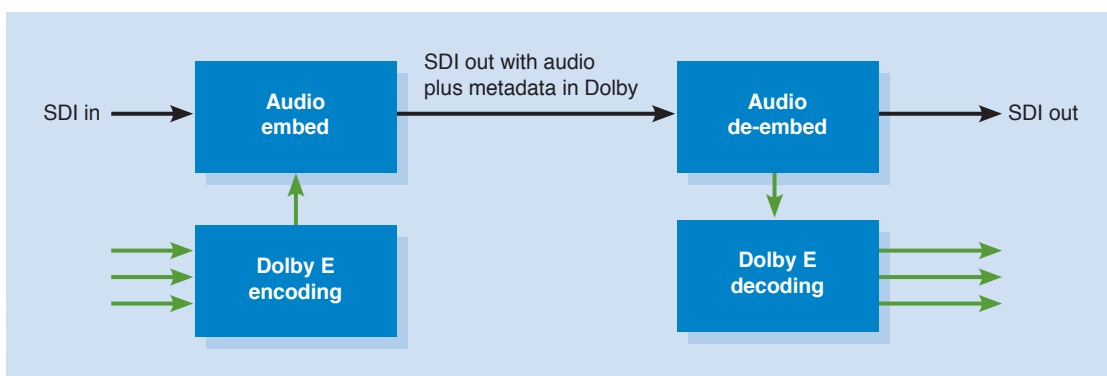 SDI in
Audio
embed
SDI out with audio
plus metadata in Dolby
Audio
de-embed
SDI out
Dolby E
encoding
Dolby E
decoding